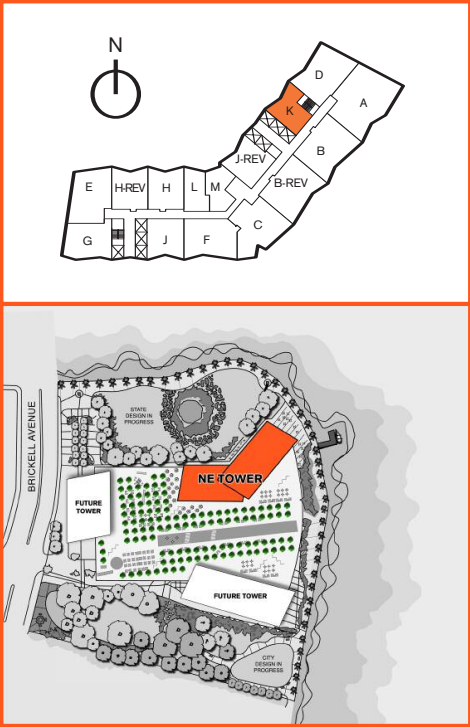 N
D
A
K
B
J-REV
B-REV
E
H-REV
H
L
M
C
G
J
F
STATE
DESIGN IN
PROGRESS
BRICKELL AVENUE
NE TOWER
FUTURE
TOWER
FUTURE TOWER
CITY
DESIGN IN
PROGRESS